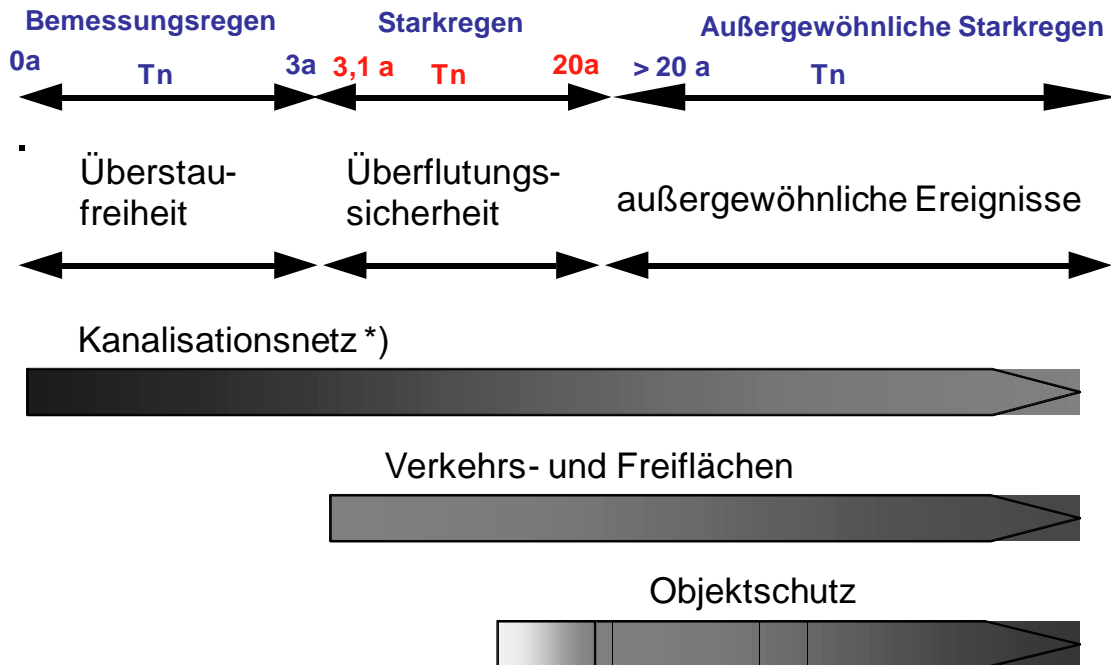 Bemessungsregen Starkregen Außergewöhnliche Starkregen
0a Tn 3a 3,1 a Tn 20a > 20 a Tn
Überstau- Überflutungs- außergewöhnliche Ereignisse
freiheit sicherheit
Kanalisationsnetz *)
Verkehrs- und Freiflächen
Objektschutz